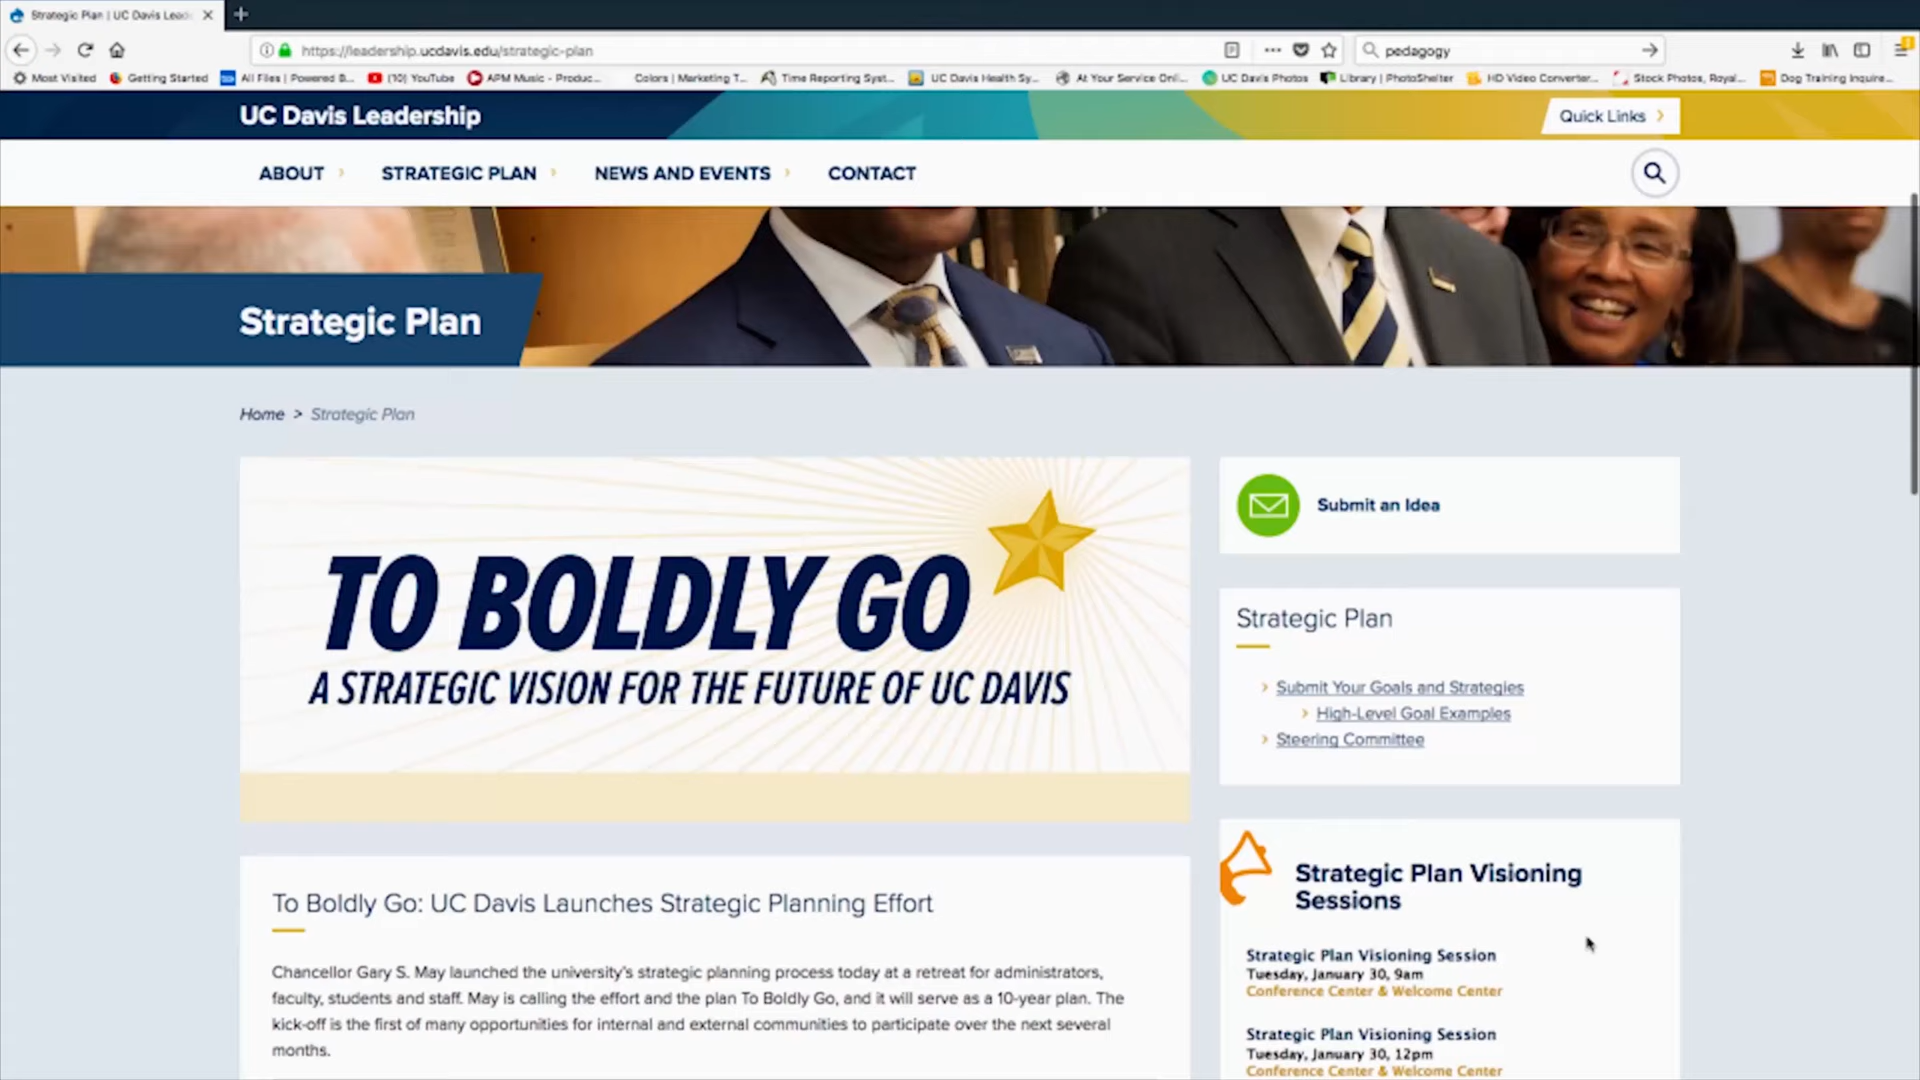 Strategic Plan | UC Davis Lead
https://leadership.ucdavis.edu/strategic-plan
pedagogy
Most Visited
Getting Started
All Files | Powered B...
(10) YouTube
APM Music - Produc...
Colors | Marketing T...
Time Reporting Syst...
UC Davis Health Sy...
At Your Service Onli...
UC Davis Photos
Library | PhotoShelter
HD Video Converter...
Stock Photos, Royal...
Dog Training Inquire...
UC Davis Leadership
Quick Links
ABOUT
STRATEGIC PLAN
NEWS AND EVENTS
CONTACT
Strategic Plan
Home > Strategic Plan
TO BOLDLY GO
A STRATEGIC VISION FOR THE FUTURE OF UC DAVIS
To Boldly Go: UC Davis Launches Strategic Planning Effort
Chancellor Gary S. May launched the university's strategic planning process today at a retreat for administrators,
faculty, students and staff. May is calling the effort and the plan To Boldly Go, and it will serve as a 10-year plan. The
kick-off is the first of many opportunities for internal and external communities to participate over the next several
months.
Submit an Idea
Strategic Plan
Submit Your Goals and Strategies
High-Level Goal Examples
Steering Committee
Strategic Plan Visioning
Sessions
Strategic Plan Visioning Session
Tuesday, January 30, 9am
Conference Center & Welcome Center
Strategic Plan Visioning Session
Tuesday, January 30, 12pm
Conference Center & Welcome Center